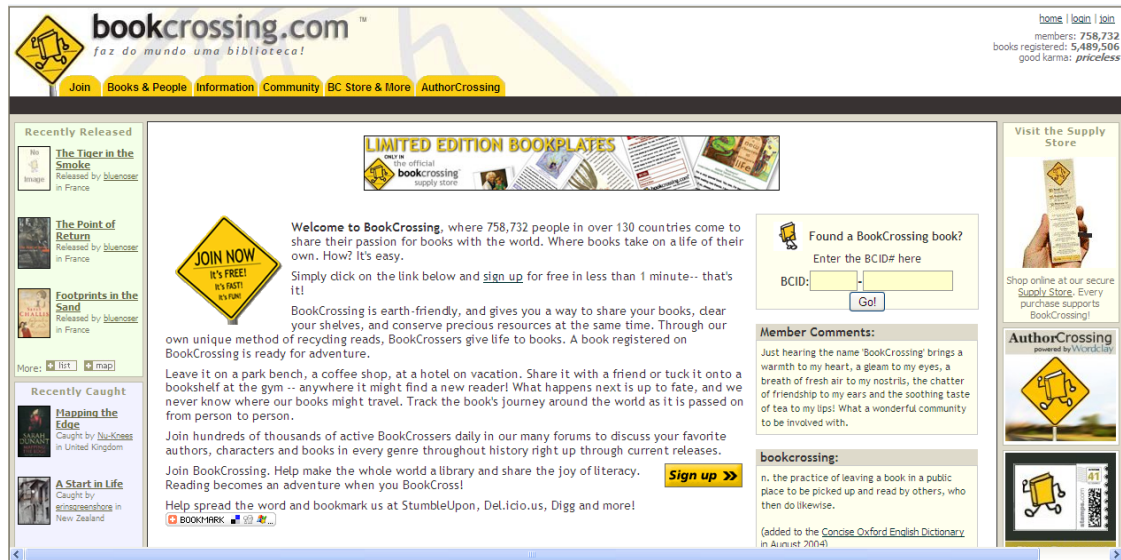 bookcrossing.com ™
faz do mundo uma biblioteca!
home | login | join
members: 758,732
books registered: 5,489,506
good karma: priceless
Join
Books & People
Information
Community
BC Store & More
AuthorCrossing
Recently Released
No
Image
The Tiger in the
Smoke
Released by bluenoser
in France
The Point of
Return
Released by bluenoser
in France
Footprints in the
Sand
Released by bluenoser
in France
More: list map
Recently Caught
Mapping the
Edge
Caught by Nu-Knees
in United Kingdom
SARAH
DUNANT
A Start in Life
Caught by
erinsgreenshore in
New Zealand
LIMITED EDITION BOOKPLATES
ONLY IN
the official
bookcrossing
supply store
JOIN NOW
IT's FREE!
It's FAST!
It's FUN!
Welcome to BookCrossing, where 758,732 people in over 130 countries come to
share their passion for books with the world. Where books take on a life of their
own. How? It's easy.
Simply click on the link below and sign up for free in less than 1 minute-- that's
it!
BookCrossing is earth-friendly, and gives you a way to share your books, clear
your shelves, and conserve precious resources at the same time. Through our
own unique method of recycling reads, BookCrossers give life to books. A book registered on
BookCrossing is ready for adventure.
Leave it on a park bench, a coffee shop, at a hotel on vacation. Share it with a friend or tuck it onto a
bookshelf at the gym -- anywhere it might find a new reader! What happens next is up to fate, and we
never know where our books might travel. Track the book's journey around the world as it is passed on
from person to person.
Join hundreds of thousands of active BookCrossers daily in our many forums to discuss your favorite
authors, characters and books in every genre throughout history right up through current releases.
Join BookCrossing. Help make the whole world a library and share the joy of literacy.
Reading becomes an adventure when you BookCross!
Sign up »
Help spread the word and bookmark us at StumbleUpon, Del.icio.us, Digg and more!
BOOKMARK
Found a BookCrossing book?
Enter the BCID# here
BCID: -
Go!
Member Comments:
Just hearing the name 'BookCrossing' brings a
warmth to my heart, a gleam to my eyes, a
breath of fresh air to my nostrils, the chatter
of friendship to my ears and the soothing taste
of tea to my lips! What a wonderful community
to be involved with.
bookcrossing:
n. the practice of leaving a book in a public
place to be picked up and read by others, who
then do likewise.
(added to the Concise Oxford English Dictionary
in August 2004)
Visit the Supply
Store
Shop online at our secure
Supply Store. Every
purchase supports
BookCrossing!
AuthorCrossing
powered by Wordclay
41